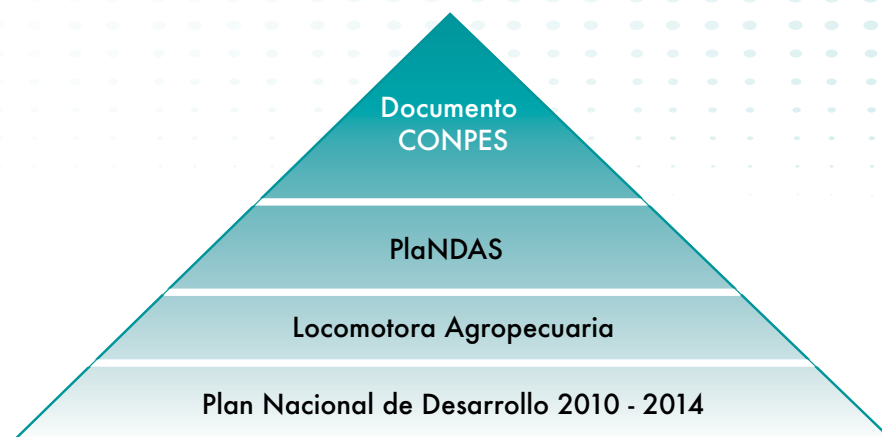 Documento
CONPES
PlaNDAS
Locomotora Agropecuaria
Plan Nacional de Desarrollo 2010 - 2014